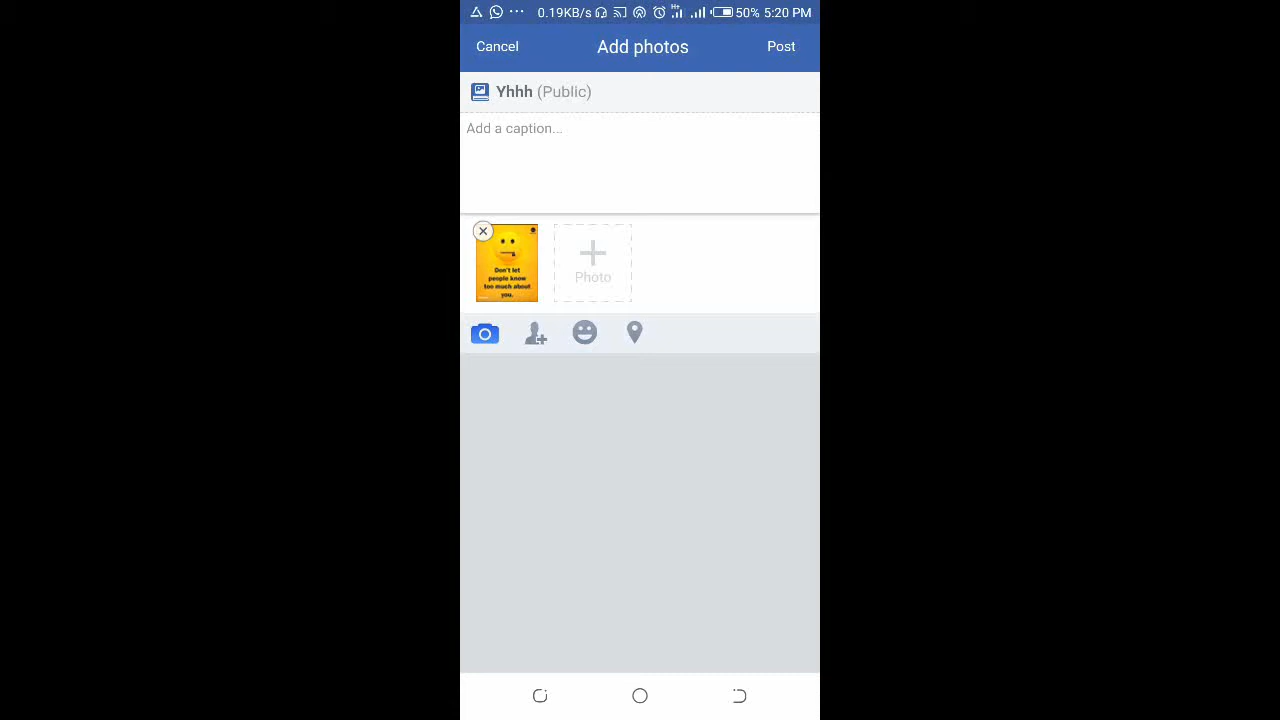 0.19KB/s H+ 50% 5:20 PM
Cancel Add photos Post
Yhhh (Public)
Add a caption...
Don't let
people know
too much about
you.
Photo